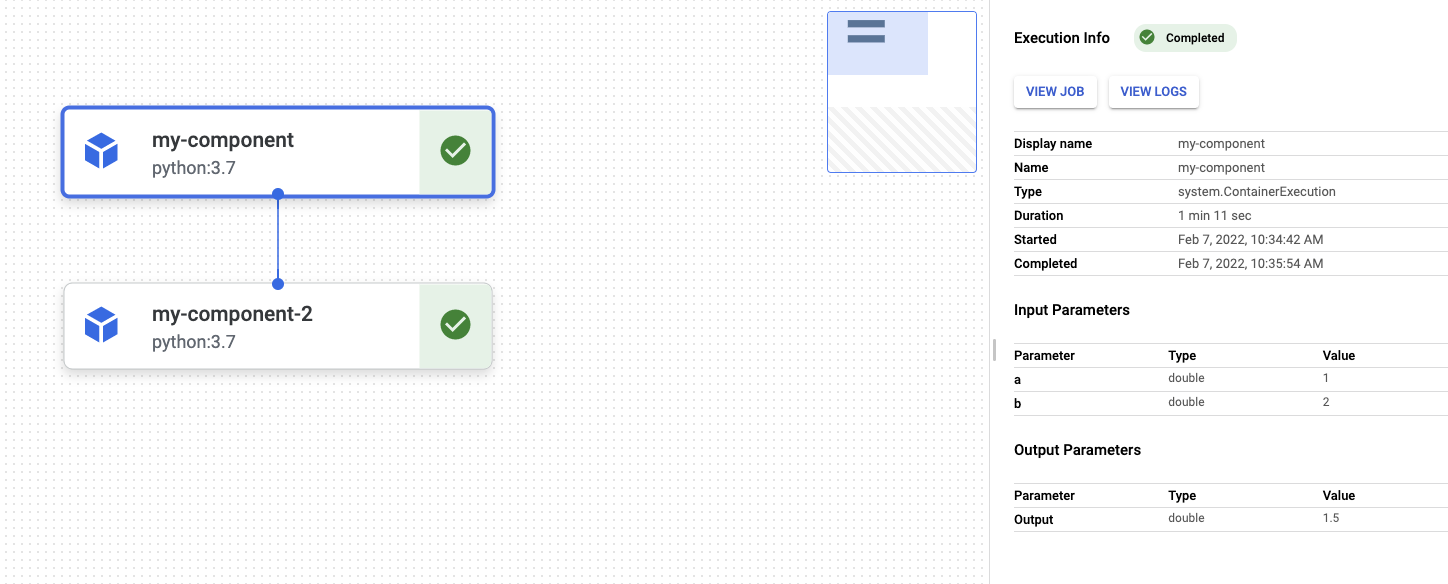 my-component
python:3.7
my-component-2
python:3.7
Execution Info Completed
VIEW JOB VIEW LOGS
Display name my-component
Name my-component
Type system.ContainerExecution
Duration 1 min 11 sec
Started Feb 7, 2022, 10:34:42 AM
Completed Feb 7, 2022, 10:35:54 AM
Input Parameters
Parameter Type Value
a double 1
b double 2
Output Parameters
Parameter Type Value
Output double 1.5